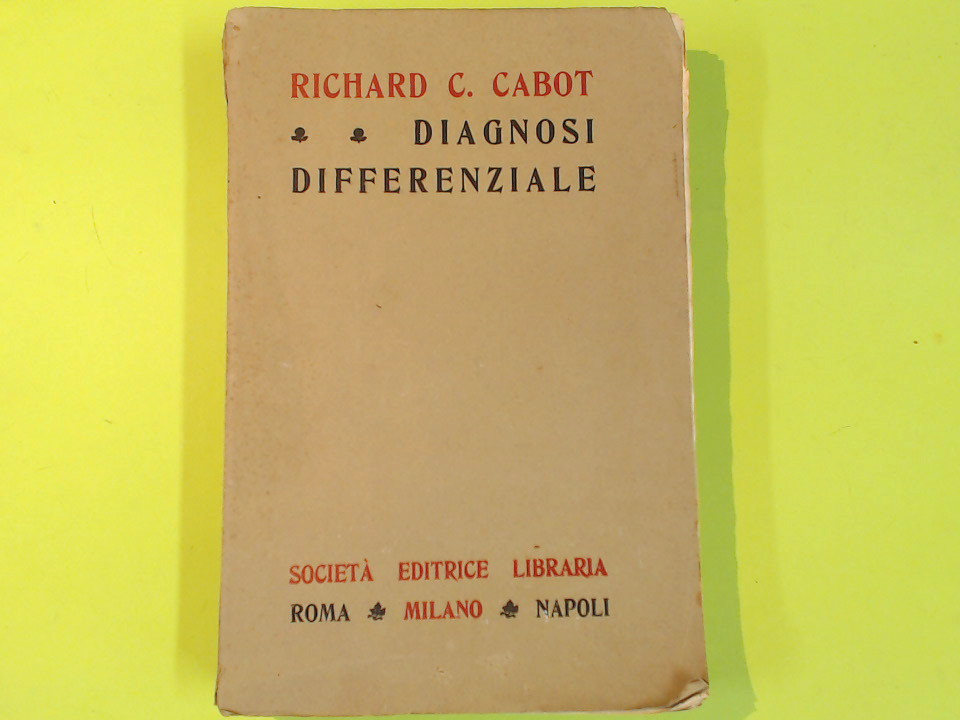 RICHARD C. CABOT
DIAGNOSI
DIFFERENZIALE
SOCIETÀ EDITRICE LIBRARIA
ROMA MILANO NAPOLI